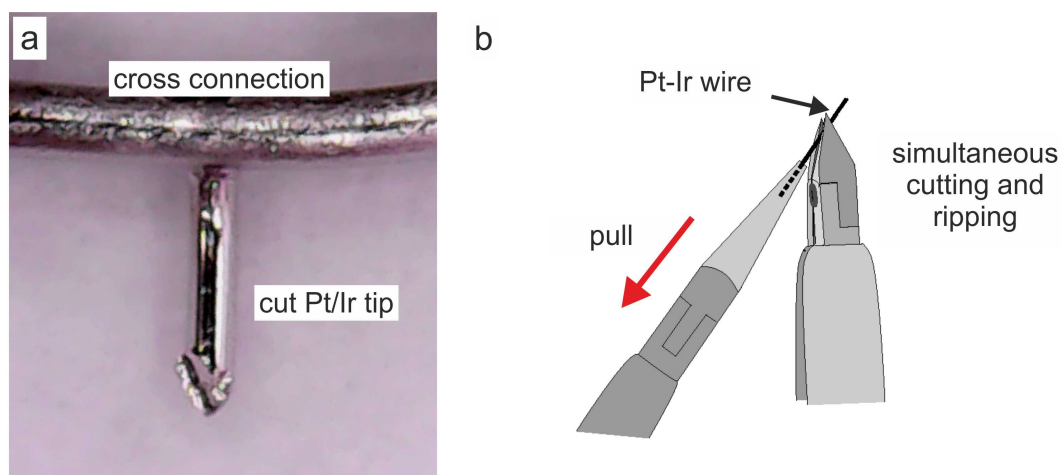 a
cross connection
cut Pt/Ir tip
b
Pt-Ir wire
simultaneous
cutting and
ripping
pull